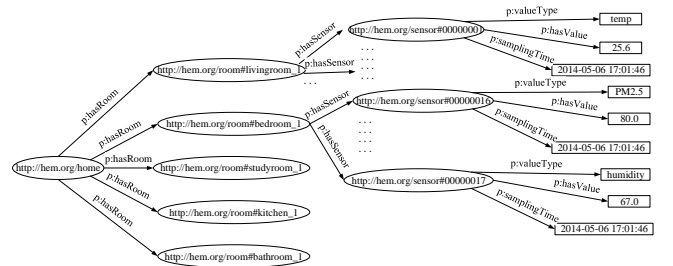 p:valueType
temp
http://hem.org/sensor#00000001
p:hasValue
25.6
p:samplingTime
2014-05-06 17:01:46
p:hasSensor
http://hem.org/room#livingroom_1
p:hasSensor
. . .
. . . .
. . . .
. . .
p:hasRoom
p:valueType
PM2.5
p:hasSensor
http://hem.org/sensor#00000016
p:hasValue
80.0
p:samplingTime
2014-05-06 17:01:46
p:hasRoom
http://hem.org/room#bedroom_1
p:hasSensor
. . . .
. . . .
. . . .
http://hem.org/home
p:hasRoom
http://hem.org/room#studyroom_1
p:valueType
humidity
http://hem.org/sensor#00000017
p:hasValue
67.0
p:samplingTime
2014-05-06 17:01:46
p:hasRoom
http://hem.org/room#kitchen_1
p:hasRoom
http://hem.org/room#bathroom_1